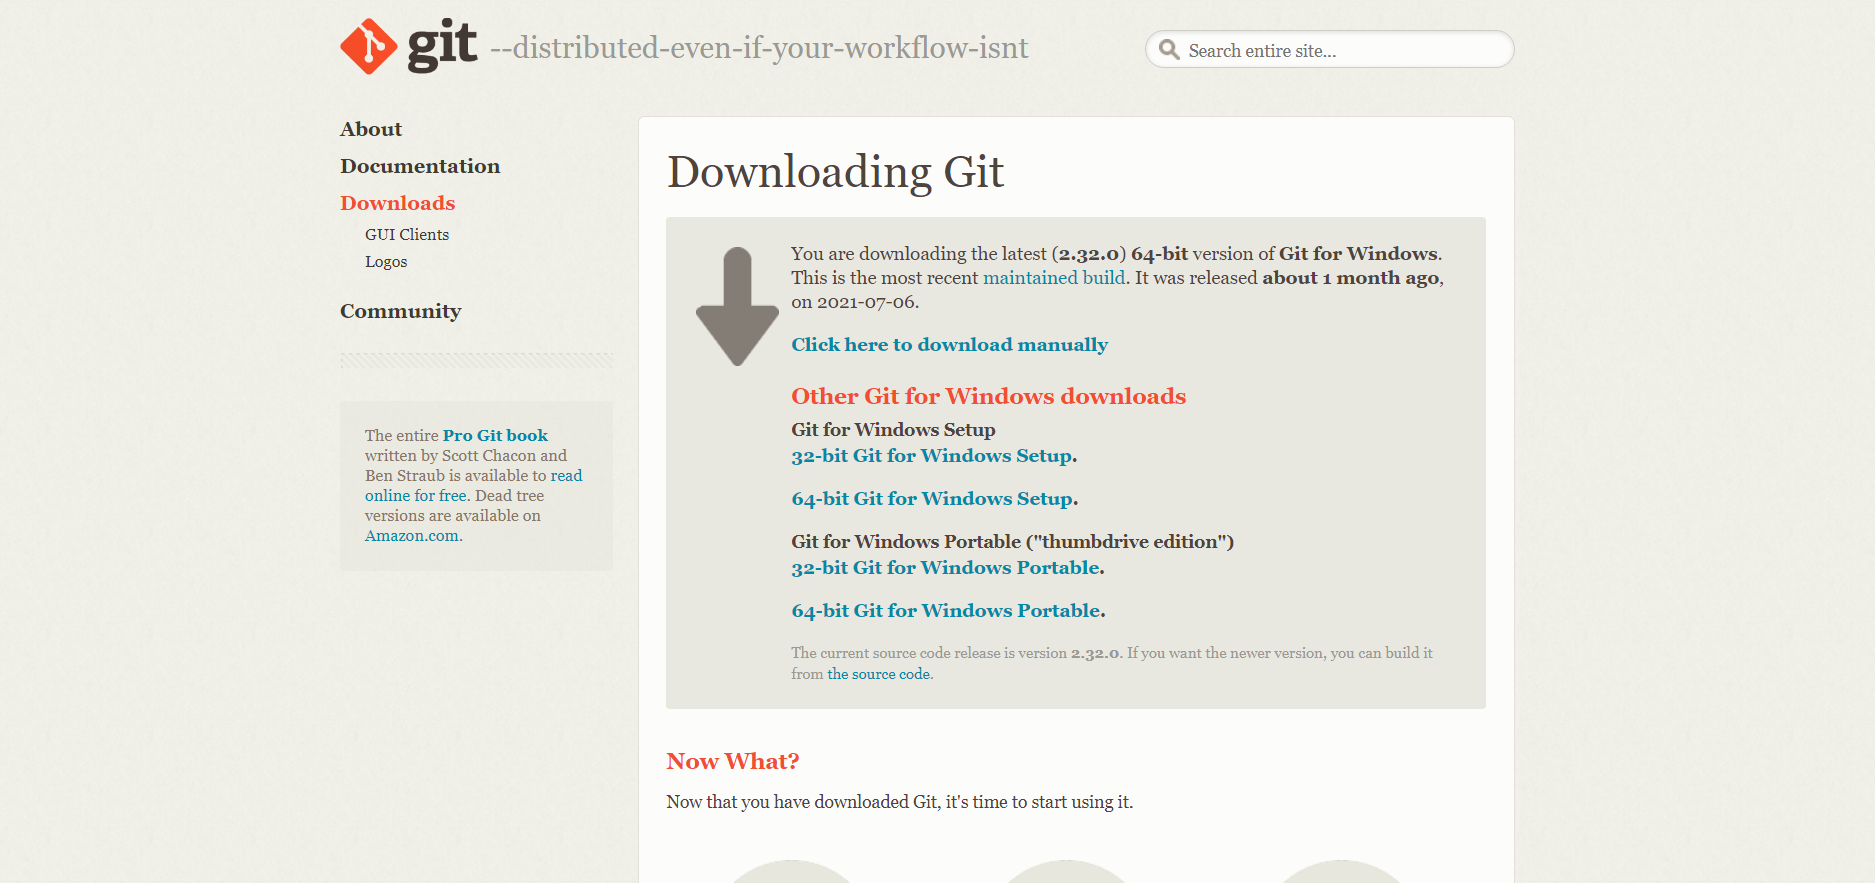 git --distributed-even-if-your-workflow-isnt
Search entire site...
About
Documentation
Downloads
GUI Clients
Logos
Community
The entire Pro Git book
written by Scott Chacon and
Ben Straub is available to read
online for free. Dead tree
versions are available on
Amazon.com.
Downloading Git
You are downloading the latest (2.32.0) 64-bit version of Git for Windows.
This is the most recent maintained build. It was released about 1 month ago,
on 2021-07-06.
Click here to download manually
Other Git for Windows downloads
Git for Windows Setup
32-bit Git for Windows Setup.
64-bit Git for Windows Setup.
Git for Windows Portable ("thumbdrive edition")
32-bit Git for Windows Portable.
64-bit Git for Windows Portable.
The current source code release is version 2.32.0. If you want the newer version, you can build it
from the source code.
Now What?
Now that you have downloaded Git, it's time to start using it.